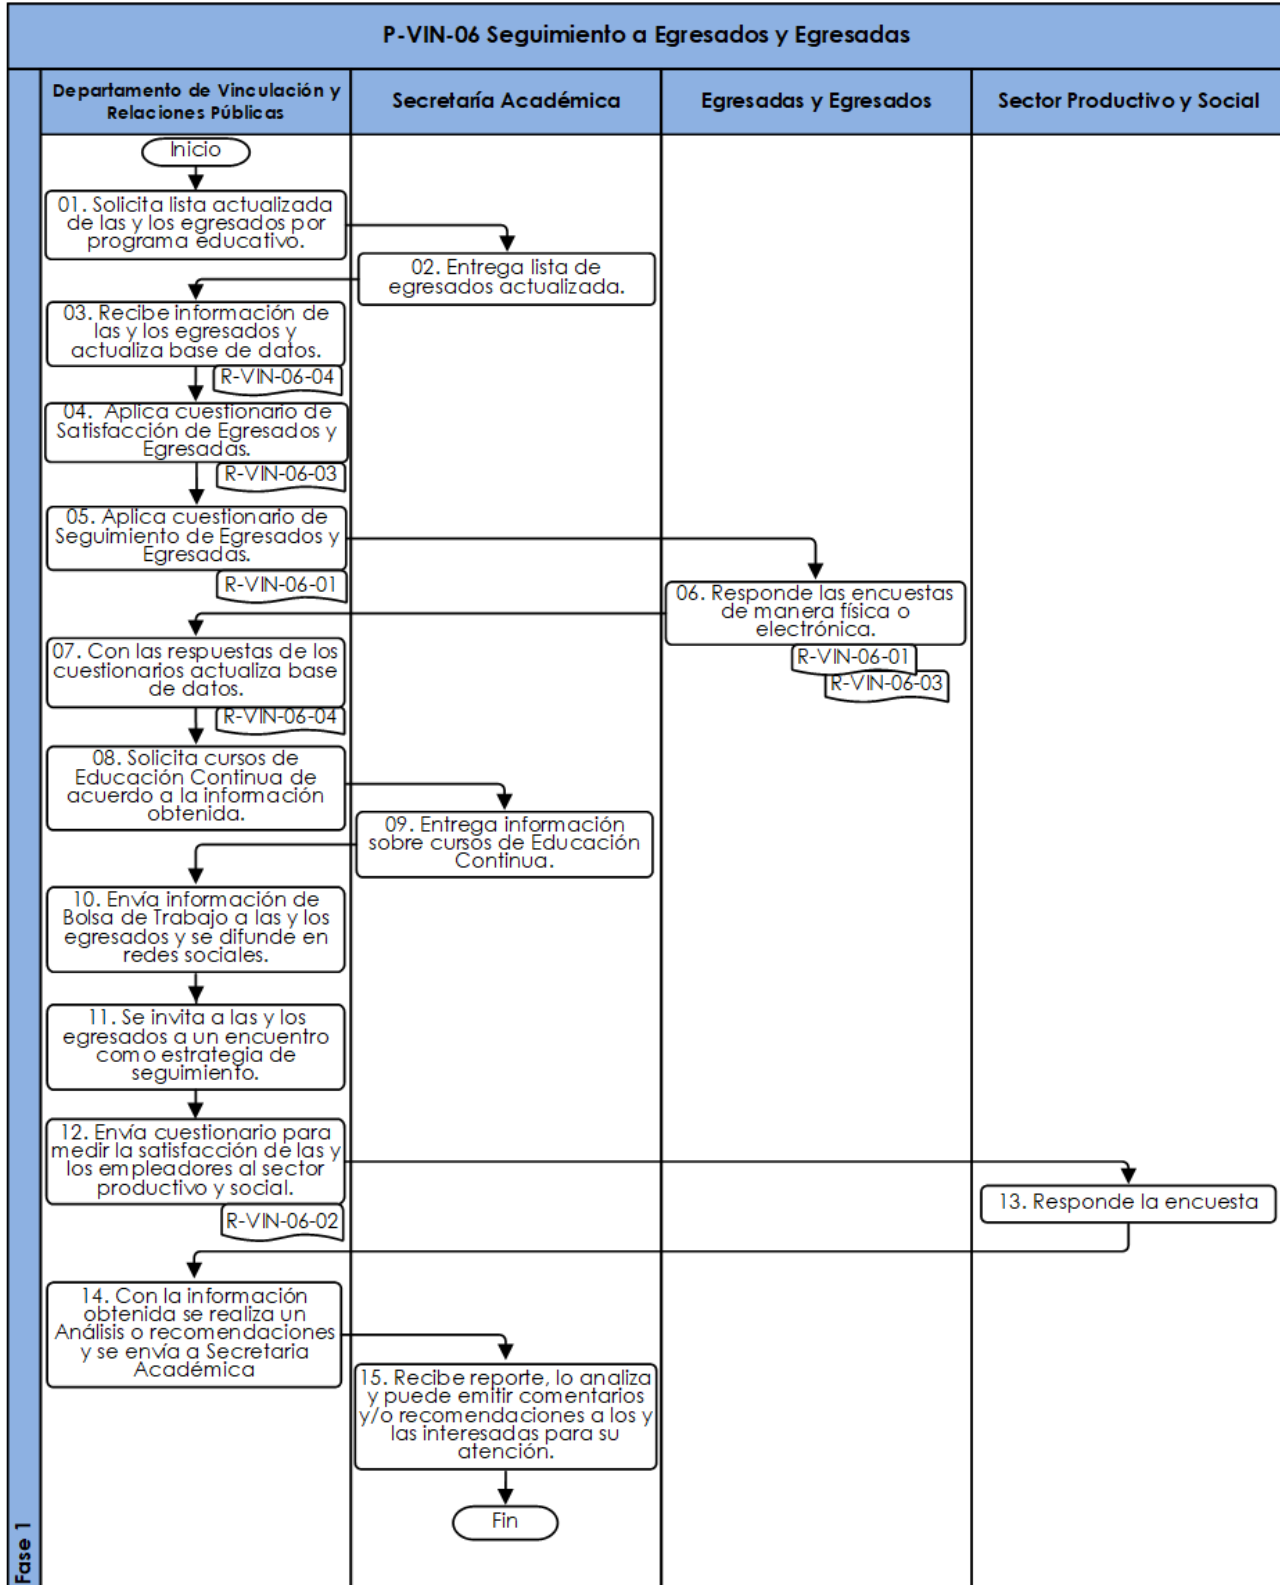 P-VIN-06 Seguimiento a Egresados y Egresadas
Departamento de Vinculación y
Relaciones Públicas
Secretaría Académica
Egresadas y Egresados
Sector Productivo y Social
Inicio
01. Solicita lista actualizada
de las y los egresados por
programa educativo.
02. Entrega lista de
egresados actualizada.
03. Recibe información de
las y los egresados y
actualiza base de datos.
R-VIN-06-04
04. Aplica cuestionario de
Satisfacción de Egresados y
Egresadas.
R-VIN-06-03
05. Aplica cuestionario de
Seguimiento de Egresados y
Egresadas.
R-VIN-06-01
06. Responde las encuestas
de manera física o
electrónica.
R-VIN-06-01
R-VIN-06-03
07. Con las respuestas de los
cuestionarios actualiza base
de datos.
R-VIN-06-04
08. Solicita cursos de
Educación Continua de
acuerdo a la información
obtenida.
09. Entrega información
sobre cursos de Educación
Continua.
10. Envía información de
Bolsa de Trabajo a las y los
egresados y se difunde en
redes sociales.
11. Se invita a las y los
egresados a un encuentro
como estrategia de
seguimiento.
12. Envía cuestionario para
medir la satisfacción de las y
los empleadores al sector
productivo y social.
R-VIN-06-02
13. Responde la encuesta
14. Con la información
obtenida se realiza un
Análisis o recomendaciones
y se envía a Secretaria
Académica
15. Recibe reporte, lo analiza
y puede emitir comentarios
y/o recomendaciones a los y
las interesadas para su
atención.
Fin
Fase 1